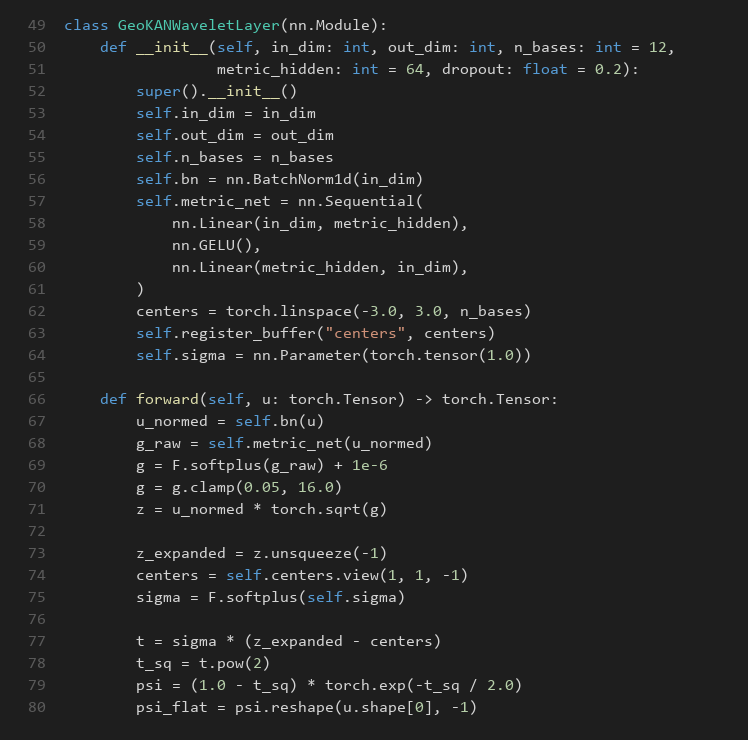 49 class GeoKANWaveletLayer(nn.Module):
50     def __init__(self, in_dim: int, out_dim: int, n_bases: int = 12,
51                  metric_hidden: int = 64, dropout: float = 0.2):
52         super().__init__()
53         self.in_dim = in_dim
54         self.out_dim = out_dim
55         self.n_bases = n_bases
56         self.bn = nn.BatchNorm1d(in_dim)
57         self.metric_net = nn.Sequential(
58             nn.Linear(in_dim, metric_hidden),
59             nn.GELU(),
60             nn.Linear(metric_hidden, in_dim),
61         )
62         centers = torch.linspace(-3.0, 3.0, n_bases)
63         self.register_buffer("centers", centers)
64         self.sigma = nn.Parameter(torch.tensor(1.0))
65
66     def forward(self, u: torch.Tensor) -> torch.Tensor:
67         u_normed = self.bn(u)
68         g_raw = self.metric_net(u_normed)
69         g = F.softplus(g_raw) + 1e-6
70         g = g.clamp(0.05, 16.0)
71         z = u_normed * torch.sqrt(g)
72
73         z_expanded = z.unsqueeze(-1)
74         centers = self.centers.view(1, 1, -1)
75         sigma = F.softplus(self.sigma)
76
77         t = sigma * (z_expanded - centers)
78         t_sq = t.pow(2)
79         psi = (1.0 - t_sq) * torch.exp(-t_sq / 2.0)
80         psi_flat = psi.reshape(u.shape[0], -1)